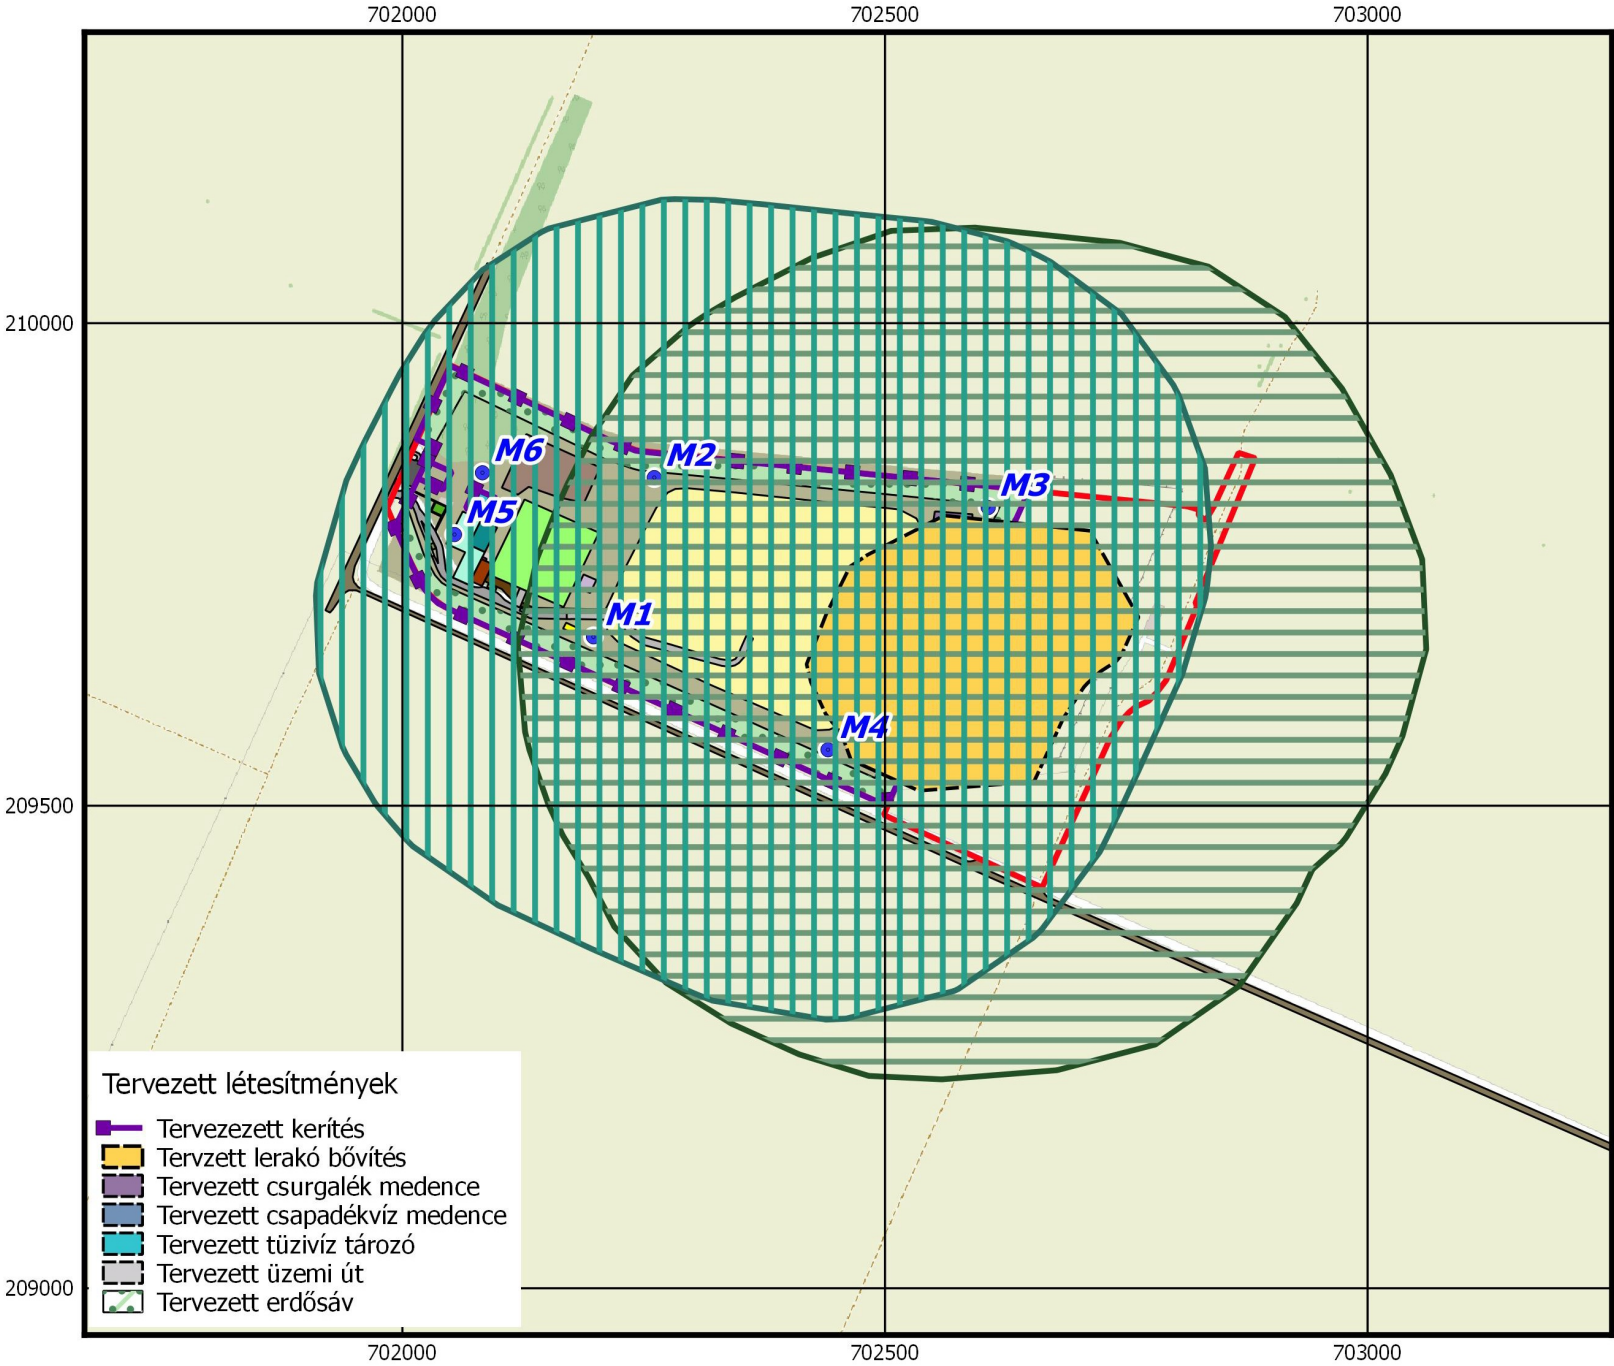 702000 702500 703000
210000
M6
M2
M3
M5
M1
M4
209500
Tervezett létesítmények
Tervezezett kerítés
Tervzett lerakó bővítés
Tervezett csurgalék medence
Tervezett csapadékvíz medence
Tervezett tüzivíz tározó
Tervezett üzemi út
Tervezett erdősáv
209000
702000 702500 703000